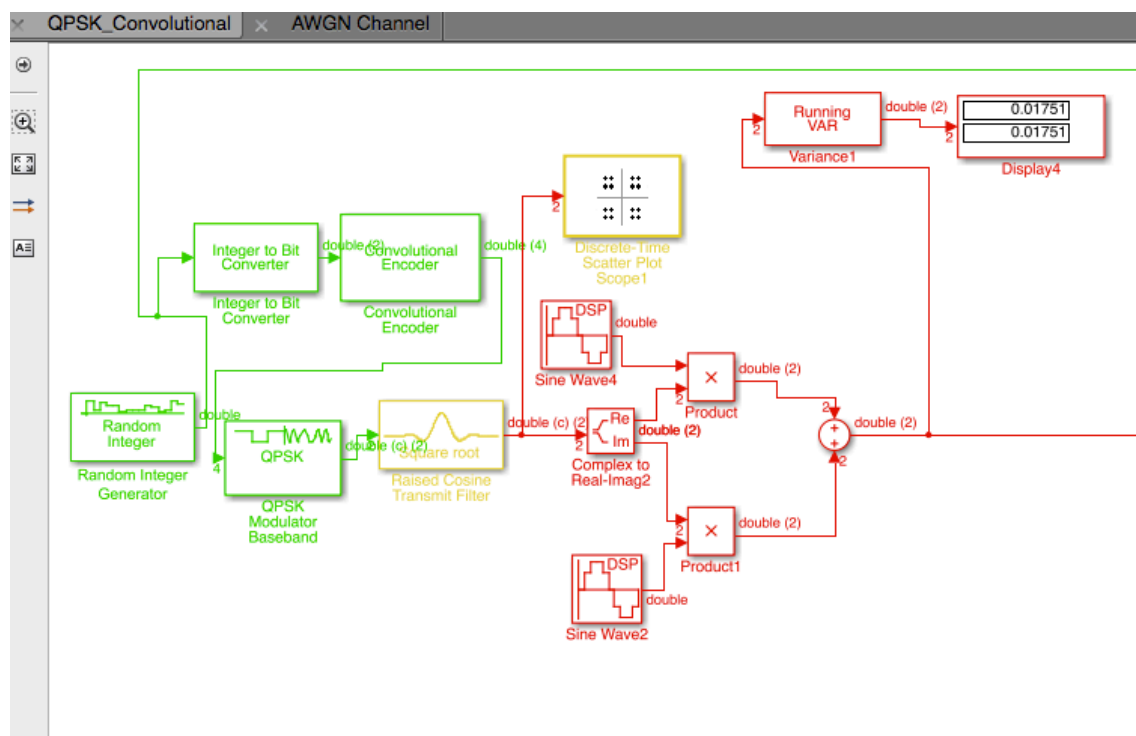 QPSK_Convolutional
AWGN Channel
Running
VAR
Variance1
double (2)
2
2
0.01751
0.01751
Display4
2
Discrete-Time
Scatter Plot
Scope1
Integer to Bit
Converter
Integer to Bit
Converter
double (2)
Convolutional
Encoder
Convolutional
Encoder
double (4)
DSP
double
Sine Wave4
Random
Integer
Random Integer
Generator
double
4
QPSK
QPSK
Modulator
Baseband
double (c) (2)
2
Square root
Raised Cosine
Transmit Filter
double (c) (2)
2
Re
Im
Complex to
Real-Imag2
double (2)
double (2)
2
×
Product
double (2)
2
×
Product1
double (2)
2
+
+
2
double (2)
DSP
double
Sine Wave2
A